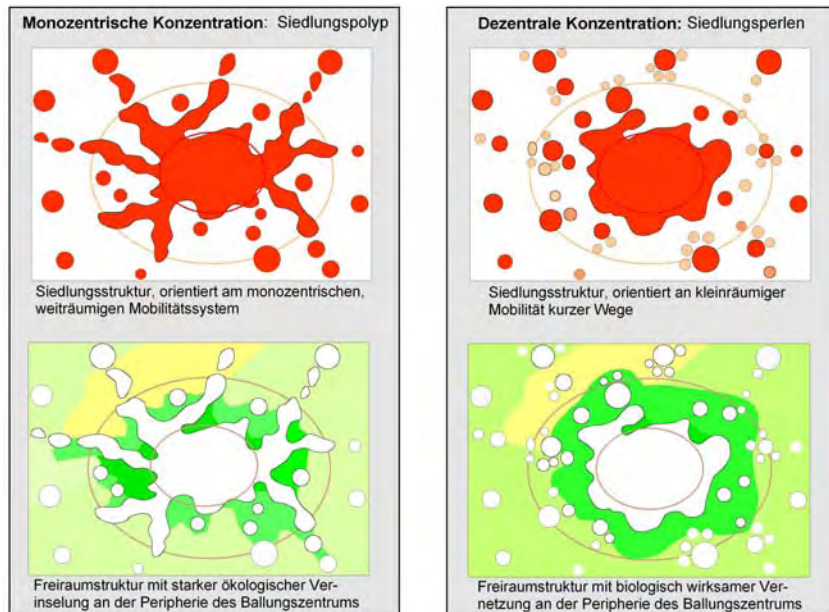 Monozentrische Konzentration: Siedlungspolyp
Siedlungsstruktur, orientiert am monozentrischen,
weiträumigen Mobilitätssystem
Freiraumstruktur mit starker ökologischer Ver-
inselung an der Peripherie des Ballungszentrums
Dezentrale Konzentration: Siedlungsperlen
Siedlungsstruktur, orientiert an kleinräumiger
Mobilität kurzer Wege
Freiraumstruktur mit biologisch wirksamer Ver-
netzung an der Peripherie des Ballungszentrums